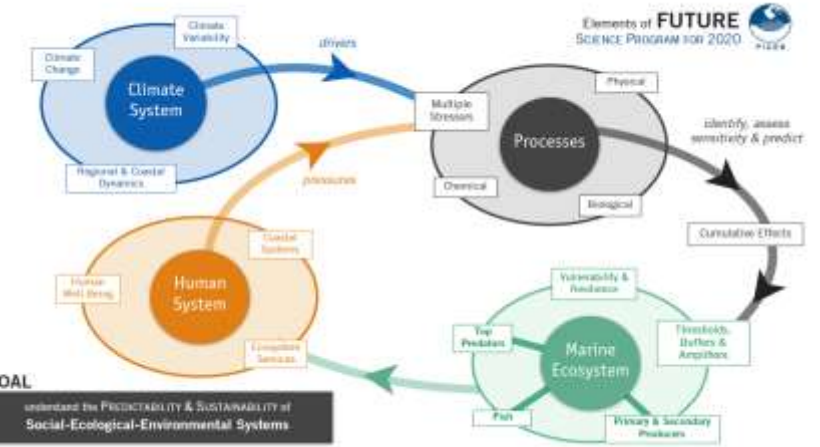 Elements of FUTURE
SCIENCE PROGRAM FOR 2020
PICES
Climate
Variability
Climate
Change
Climate
System
Regional & Coastal
Dynamics
drivers
Multiple
Stressors
Physical
Processes
Chemical
Biological
identify, assess
sensitivity & predict
pressures
Cumulative Effects
Coastal
Systems
Human
Well-Being
Human
System
Ecosystem
Services
Vulnerability &
Resilience
Top
Predators
Thresholds,
Buffers &
Amplifiers
Marine
Ecosystem
Fish
Primary & Secondary
Producers
OAL
understand the PREDICTABILITY & SUSTAINABILITY of
Social-Ecological-Environmental Systems